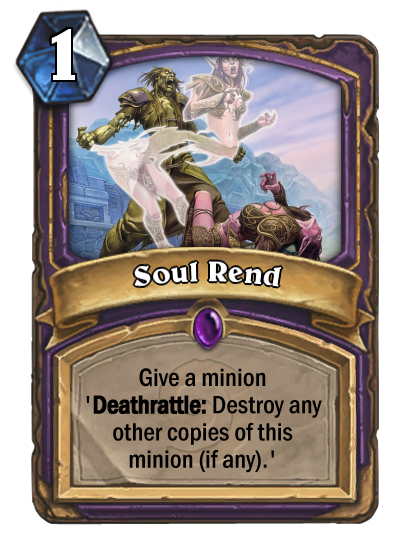 1
Soul Rend
Give a minion
'Deathrattle: Destroy any
other copies of this
minion (if any).'